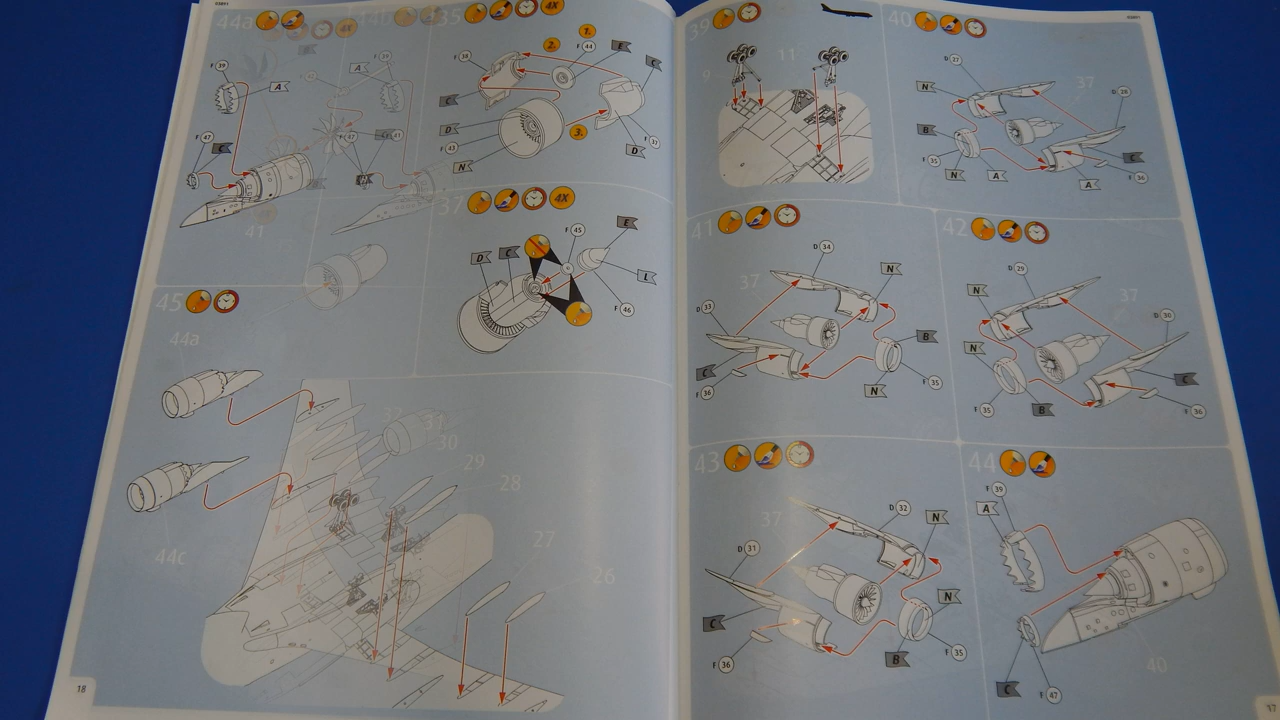 44a
4X
35
4X
1.
2.
F 44
E
F 38
C
C
D
F 43
N
3.
D
F 37
F 39
A
F 47
C
A
F 47
41
37
4X
F 45
E
D
C
L
F 46
45
44a
44c
31
30
29
28
27
26
18
39
11
9
40
D 27
N
37
D 28
B
F 35
N
A
C
F 36
A
41
D 34
N
37
D 33
B
C
F 35
F 36
N
42
D 29
N
37
D 30
N
C
F 35
B
F 36
43
D 32
N
37
D 31
N
C
F 35
F 36
B
44
F 39
A
40
C
F 47
17